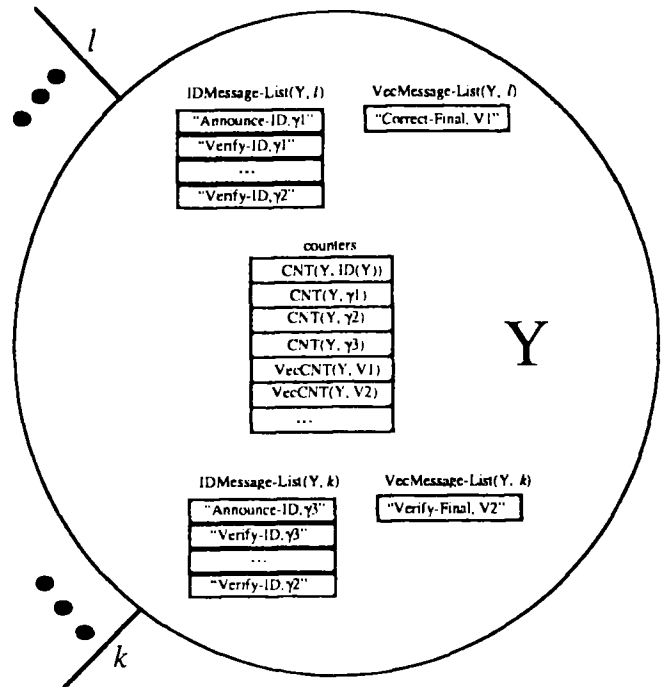 l
IDMessage-List(Y, l)
VecMessage-List(Y, l)
"Announce-ID,γ1"
"Correct-Final, V1"
"Verify-ID,γ1"
...
"Verify-ID,γ2"
counters
CNT(Y, ID(Y))
CNT(Y, γ1)
CNT(Y, γ2)
CNT(Y, γ3)
VecCNT(Y, V1)
VecCNT(Y, V2)
...
Y
IDMessage-List(Y, k)
VecMessage-List(Y, k)
"Announce-ID,γ3"
"Verify-Final, V2"
"Verify-ID,γ3"
...
"Verify-ID,γ2"
k